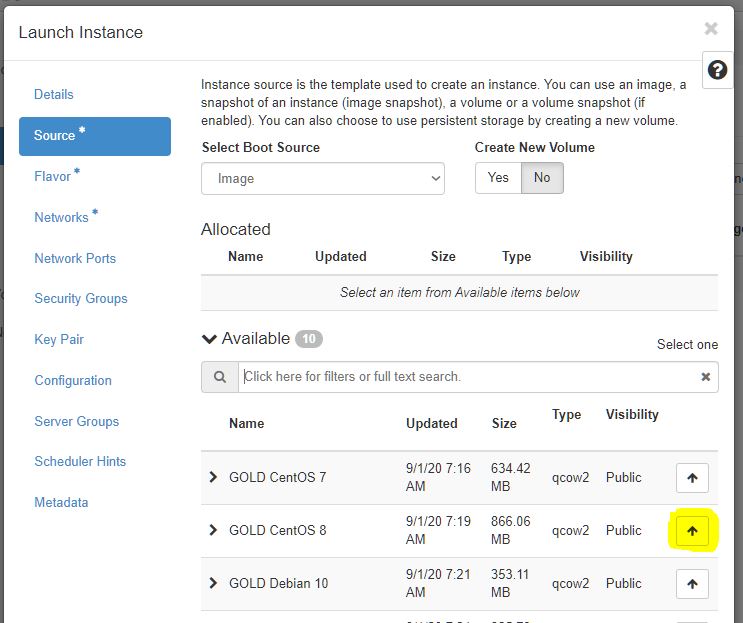 Launch Instance
×
?
Details
Source *
Flavor *
Networks *
Network Ports
Security Groups
Key Pair
Configuration
Server Groups
Scheduler Hints
Metadata
Instance source is the template used to create an instance. You can use an image, a
snapshot of an instance (image snapshot), a volume or a volume snapshot (if
enabled). You can also choose to use persistent storage by creating a new volume.
Select Boot Source
Create New Volume
Image
Yes No
Allocated
Name Updated Size Type Visibility
Select an item from Available items below
Available 10
Select one
Click here for filters or full text search.
Name Updated Size Type Visibility
GOLD CentOS 7 9/1/20 7:16 AM 634.42 MB qcow2 Public
GOLD CentOS 8 9/1/20 7:19 AM 866.06 MB qcow2 Public
GOLD Debian 10 9/1/20 7:21 AM 353.11 MB qcow2 Public